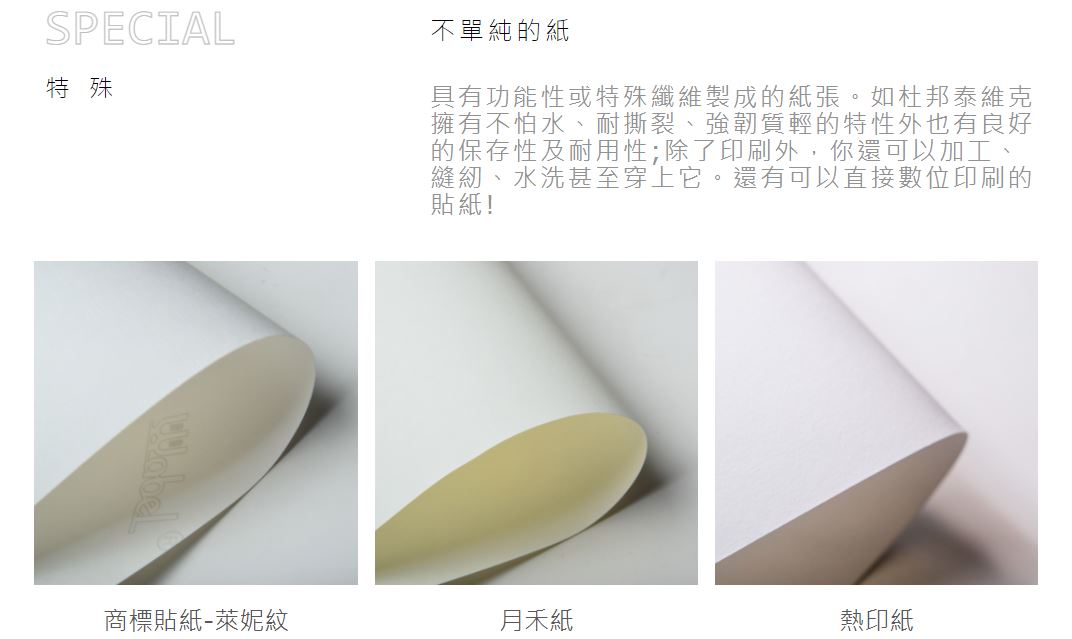 SPECIAL
特 殊
不單純的紙
具有功能性或特殊纖維製成的紙張。如杜邦泰維克
擁有不怕水、耐撕裂、強韌質輕的特性外也有良好
的保存性及耐用性;除了印刷外，你還可以加工、
縫紉、水洗甚至穿上它。還有可以直接數位印刷的
貼紙!
商標貼紙-萊妮紋
月禾紙
熱印紙